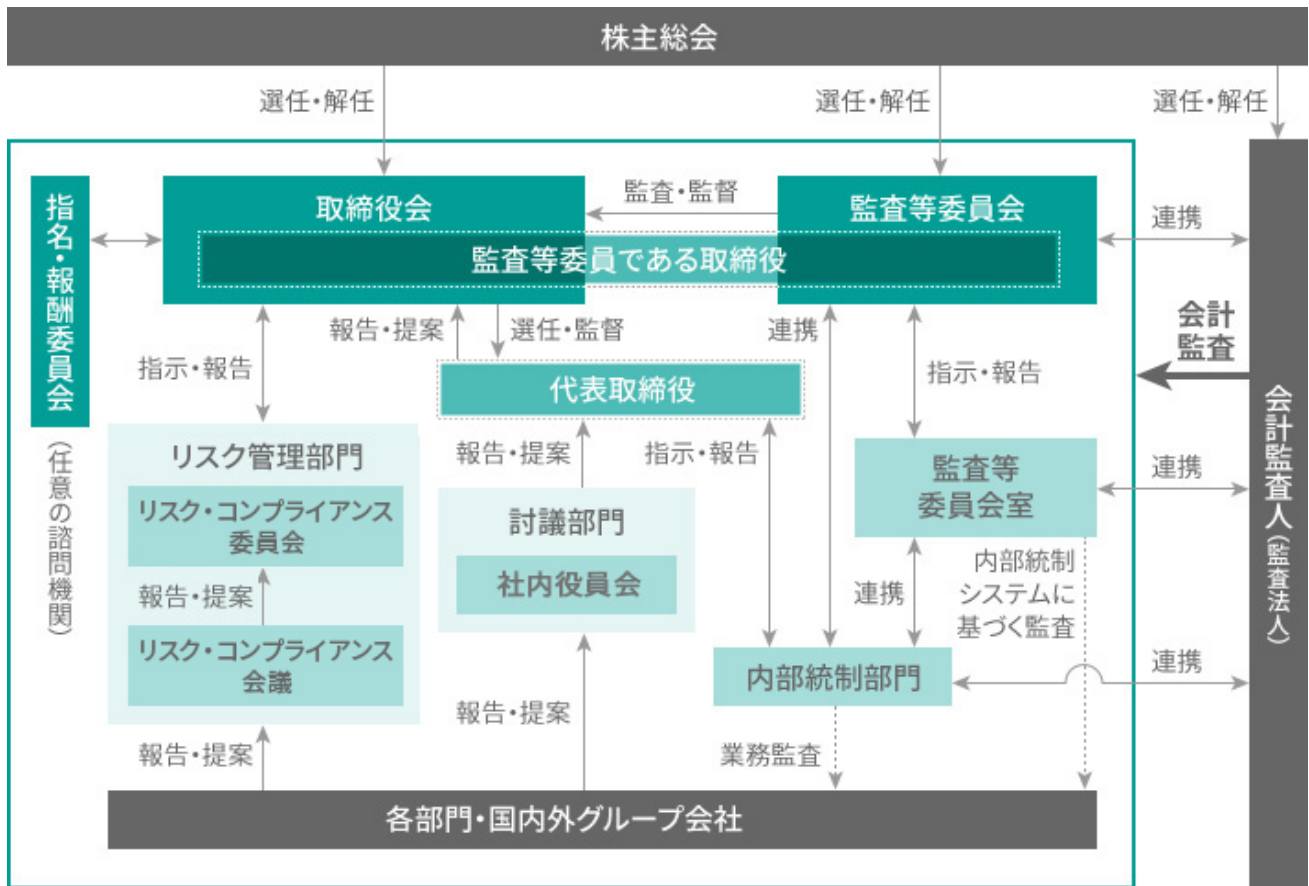 株主総会
選任・解任
選任・解任
選任・解任
指名・報酬委員会
（任意の諮問機関）
取締役会
監査・監督
監査等委員会
監査等委員である取締役
連携
会計
監査
会計監査人（監査法人）
指示・報告
報告・提案
選任・監督
連携
指示・報告
代表取締役
リスク管理部門
リスク・コンプライアンス
委員会
報告・提案
リスク・コンプライアンス
会議
報告・提案
報告・提案
討議部門
社内役員会
報告・提案
指示・報告
監査等
委員会室
連携
連携
内部統制
システムに
基づく監査
内部統制部門
連携
業務監査
各部門・国内外グループ会社